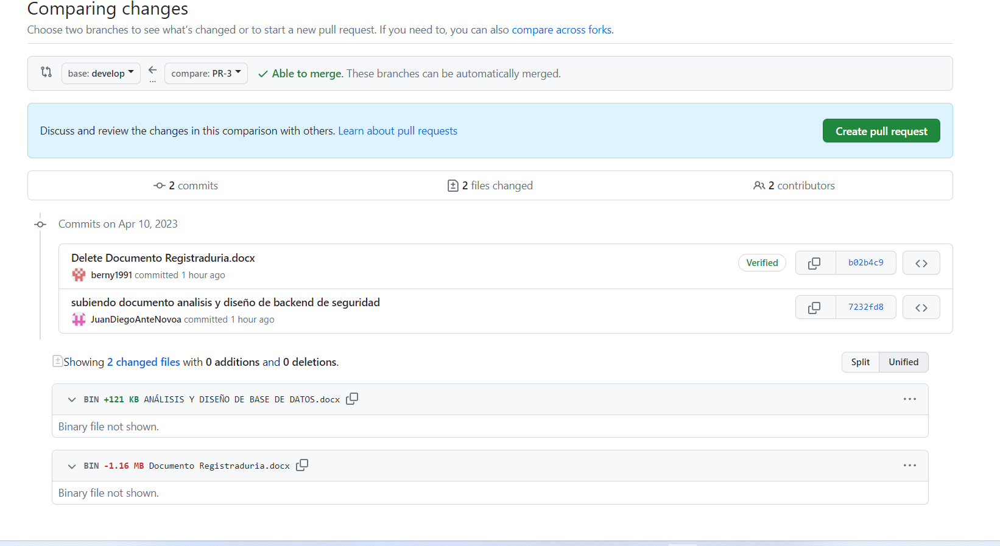 Comparing changes
Choose two branches to see what's changed or to start a new pull request. If you need to, you can also compare across forks.
base: develop ... compare: PR-3 Able to merge. These branches can be automatically merged.
Discuss and review the changes in this comparison with others. Learn about pull requests Create pull request
2 commits 2 files changed 2 contributors
Commits on Apr 10, 2023
Delete Documento Registraduria.docx
berny1991 committed 1 hour ago
Verified b02b4c9
subiendo documento analisis y diseño de backend de seguridad
JuanDiegoAnteNovoa committed 1 hour ago
7232fd8
Showing 2 changed files with 0 additions and 0 deletions. Split Unified
BIN +121 KB ANÁLISIS Y DISEÑO DE BASE DE DATOS.docx
Binary file not shown.
BIN -1.16 MB Documento Registraduria.docx
Binary file not shown.